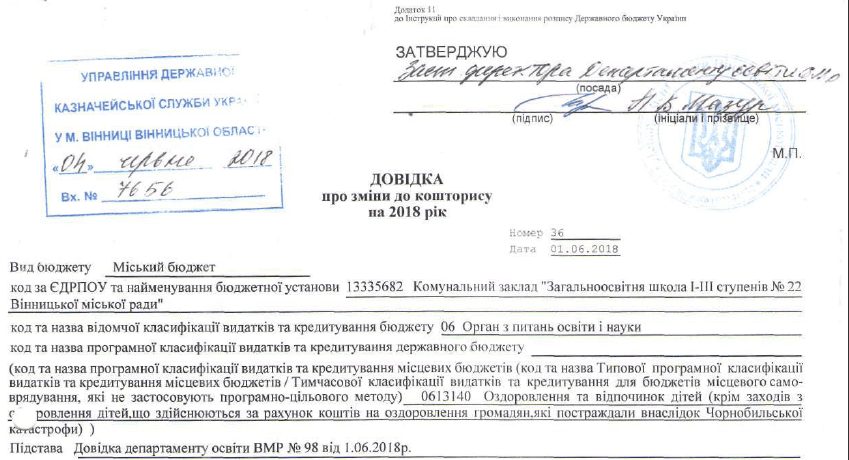 Додаток 11
до Інструкції про складання і виконання розпису Державного бюджету України
ЗАТВЕРДЖУЮ
Заст директора Департаменту освіти ВМР
(посада)
Н Б Мазур
(підпис) (ініціали і прізвище)
М.П.
УПРАВЛІННЯ ДЕРЖАВНОЇ
КАЗНАЧЕЙСЬКОЇ СЛУЖБИ УКРА
У М. ВІННИЦІ ВІННИЦЬКОЇ ОБЛАСТ
«04» червня 2018
Вх. № 7656
ДОВІДКА
про зміни до кошторису
на 2018 рік
Номер 36
Дата 01.06.2018
Вид бюджету Міський бюджет
код за ЄДРПОУ та найменування бюджетної установи 13335682 Комунальний заклад "Загальноосвітня школа І-ІІІ ступенів № 22
Вінницької міської ради"
код та назва відомчої класифікації видатків та кредитування бюджету 06 Орган з питань освіти і науки
код та назва програмної класифікації видатків та кредитування державного бюджету
(код та назва програмної класифікації видатків та кредитування місцевих бюджетів (код та назва Типової програмної класифікації
видатків та кредитування місцевих бюджетів / Тимчасової класифікації видатків та кредитування для бюджетів місцевого само-
врядування, які не застосовують програмно-цільового методу) 0613140 Оздоровлення та відпочинок дітей (крім заходів з
ровлення дітей,що здійснюються за рахунок коштів на оздоровлення громадян,які постраждали внаслідок Чорнобильської
катастрофи) )
Підстава Довідка департаменту освіти ВМР № 98 від 1.06.2018р.